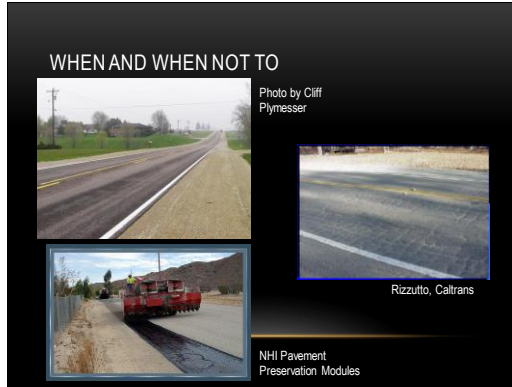 WHEN AND WHEN NOT TO
Photo by Cliff
Plymesser
Rizzutto, Caltrans
NHI Pavement
Preservation Modules